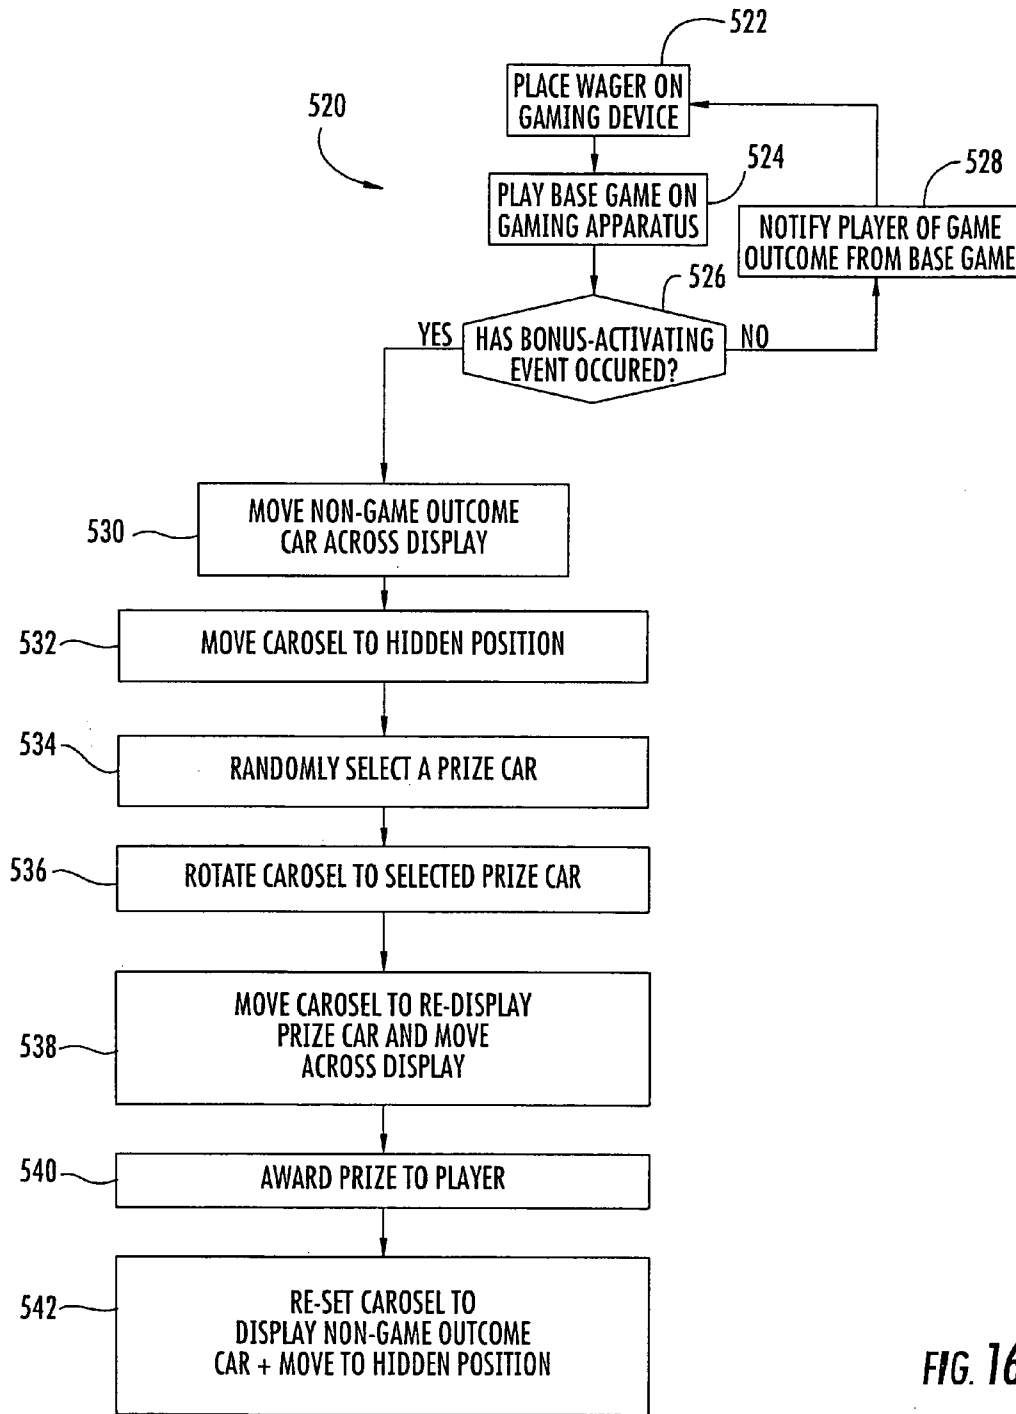 522
PLACE WAGER ON
GAMING DEVICE
520
524
PLAY BASE GAME ON
GAMING APPARATUS
528
NOTIFY PLAYER OF GAME
OUTCOME FROM BASE GAME
526
YES
HAS BONUS-ACTIVATING
EVENT OCCURED?
NO
530
MOVE NON-GAME OUTCOME
CAR ACROSS DISPLAY
532
MOVE CAROSEL TO HIDDEN POSITION
534
RANDOMLY SELECT A PRIZE CAR
536
ROTATE CAROSEL TO SELECTED PRIZE CAR
538
MOVE CAROSEL TO RE-DISPLAY
PRIZE CAR AND MOVE
ACROSS DISPLAY
540
AWARD PRIZE TO PLAYER
542
RE-SET CAROSEL TO
DISPLAY NON-GAME OUTCOME
CAR + MOVE TO HIDDEN POSITION
FIG. 16